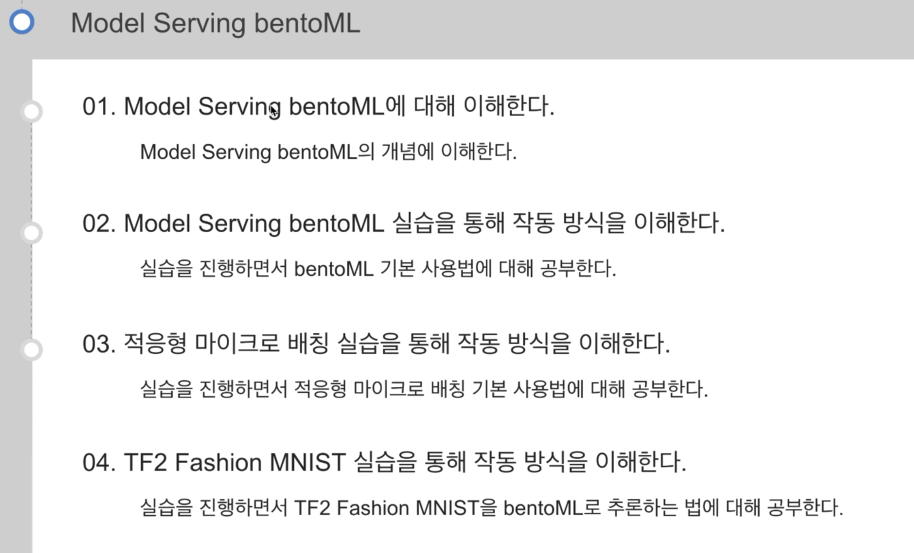 Model Serving bentoML
01. Model Serving bentoML에 대해 이해한다.
Model Serving bentoML의 개념에 이해한다.
02. Model Serving bentoML 실습을 통해 작동 방식을 이해한다.
실습을 진행하면서 bentoML 기본 사용법에 대해 공부한다.
03. 적응형 마이크로 배칭 실습을 통해 작동 방식을 이해한다.
실습을 진행하면서 적응형 마이크로 배칭 기본 사용법에 대해 공부한다.
04. TF2 Fashion MNIST 실습을 통해 작동 방식을 이해한다.
실습을 진행하면서 TF2 Fashion MNIST을 bentoML로 추론하는 법에 대해 공부한다.